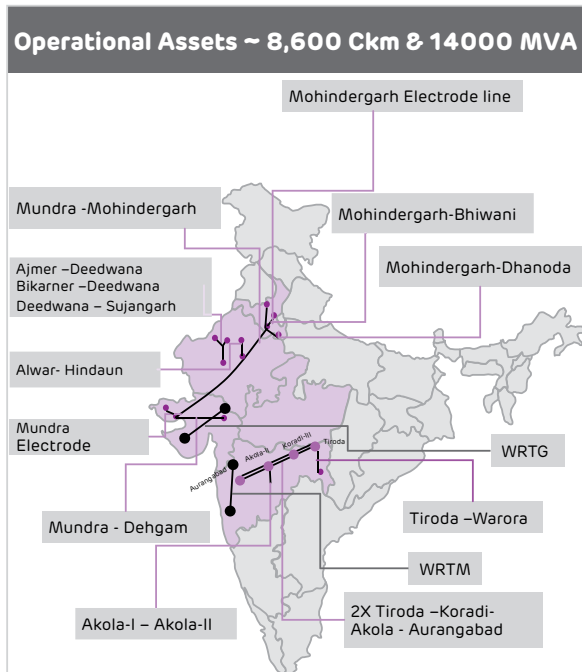 Operational Assets ~ 8,600 Ckm & 14000 MVA
Mohindergarh Electrode line
Mundra -Mohindergarh
Mohindergarh-Bhiwani
Ajmer –Deedwana
Bikarner –Deedwana
Deedwana – Sujangarh
Mohindergarh-Dhanoda
Alwar- Hindaun
Mundra
Electrode
WRTG
Aurangabad
Akola-II
Koradi-III
Tiroda
Mundra - Dehgam
Tiroda –Warora
WRTM
Akola-I – Akola-II
2X Tiroda –Koradi-
Akola - Aurangabad